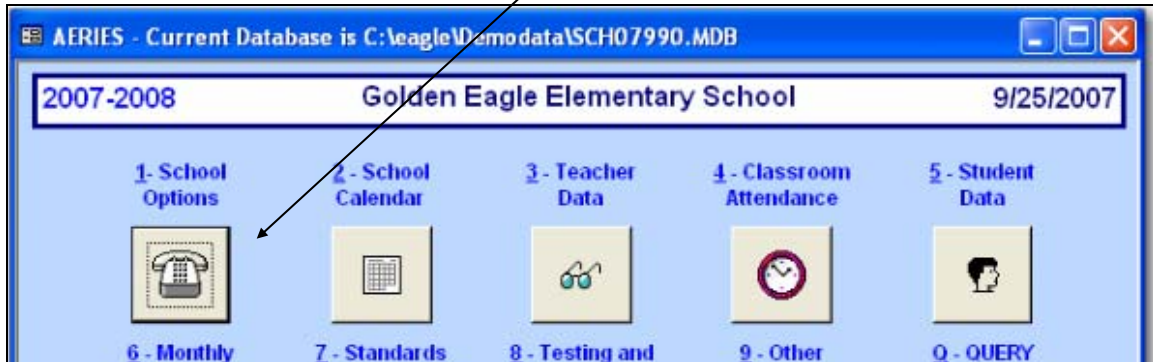 AERIES - Current Database is C:\eagle\Demodata\SCH07990.MDB
2007-2008 Golden Eagle Elementary School 9/25/2007
1- School 2 - School 3 - Teacher 4 - Classroom 5 - Student
Options Calendar Data Attendance Data
6 - Monthly 7 - Standards 8 - Testing and 9 - Other Q - QUERY